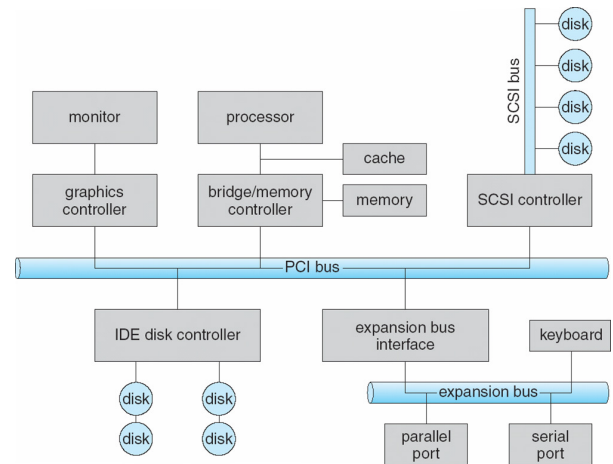 disk
disk
SCSI bus
disk
disk
monitor
processor
cache
graphics
controller
bridge/memory
controller
memory
SCSI controller
PCI bus
IDE disk controller
expansion bus
interface
keyboard
disk
disk
expansion bus
disk
disk
parallel
port
serial
port